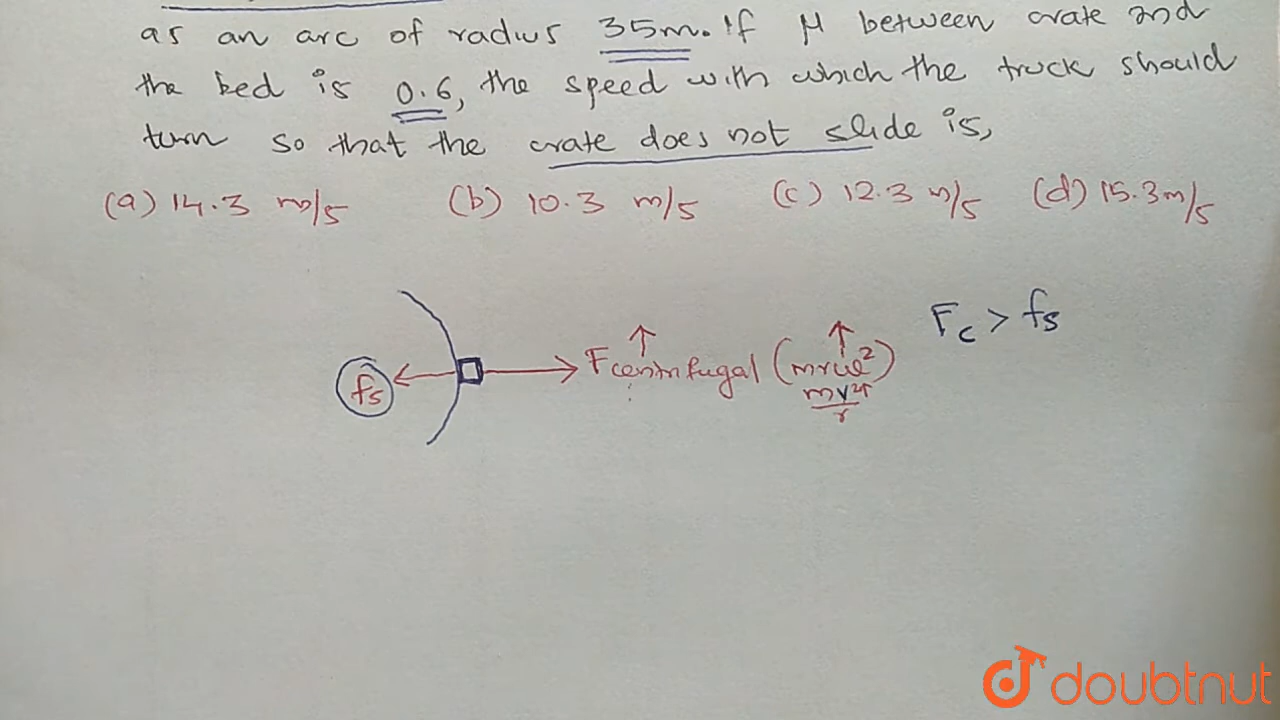 as an arc of radius 35m. If μ between crate and
the bed is 0.6, the speed with which the truck should
turn so that the crate does not slide is,
(a) 14.3 m/s (b) 10.3 m/s (c) 12.3 m/s (d) 15.3 m/s
Fc > fs
fs Fcentrifugal (mrω²)
mv²
r
doubtnut